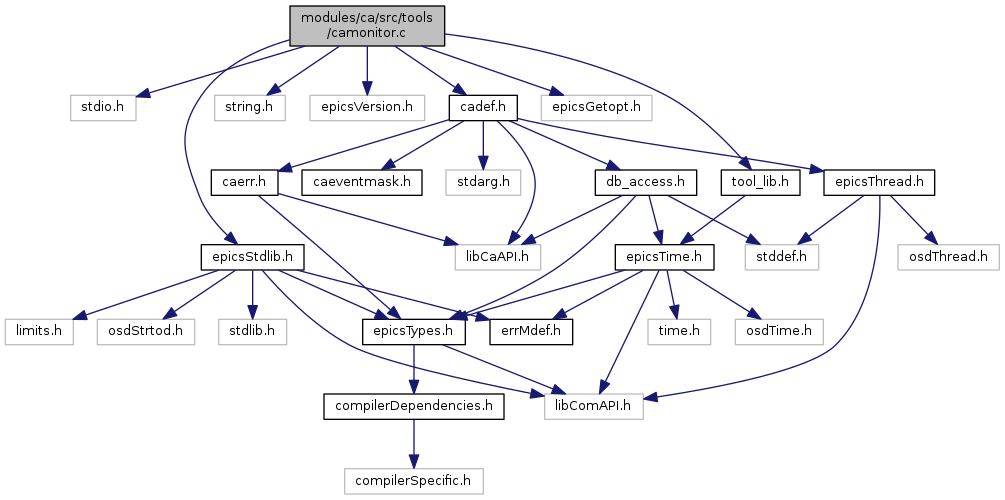 modules/ca/src/tools
/camonitor.c
stdio.h
string.h
epicsVersion.h
cadef.h
epicsGetopt.h
caerr.h
caeventmask.h
stdarg.h
db_access.h
tool_lib.h
epicsThread.h
epicsStdlib.h
libCaAPI.h
epicsTime.h
stddef.h
osdThread.h
limits.h
osdStrtod.h
stdlib.h
epicsTypes.h
errMdef.h
time.h
osdTime.h
compilerDependencies.h
libComAPI.h
compilerSpecific.h